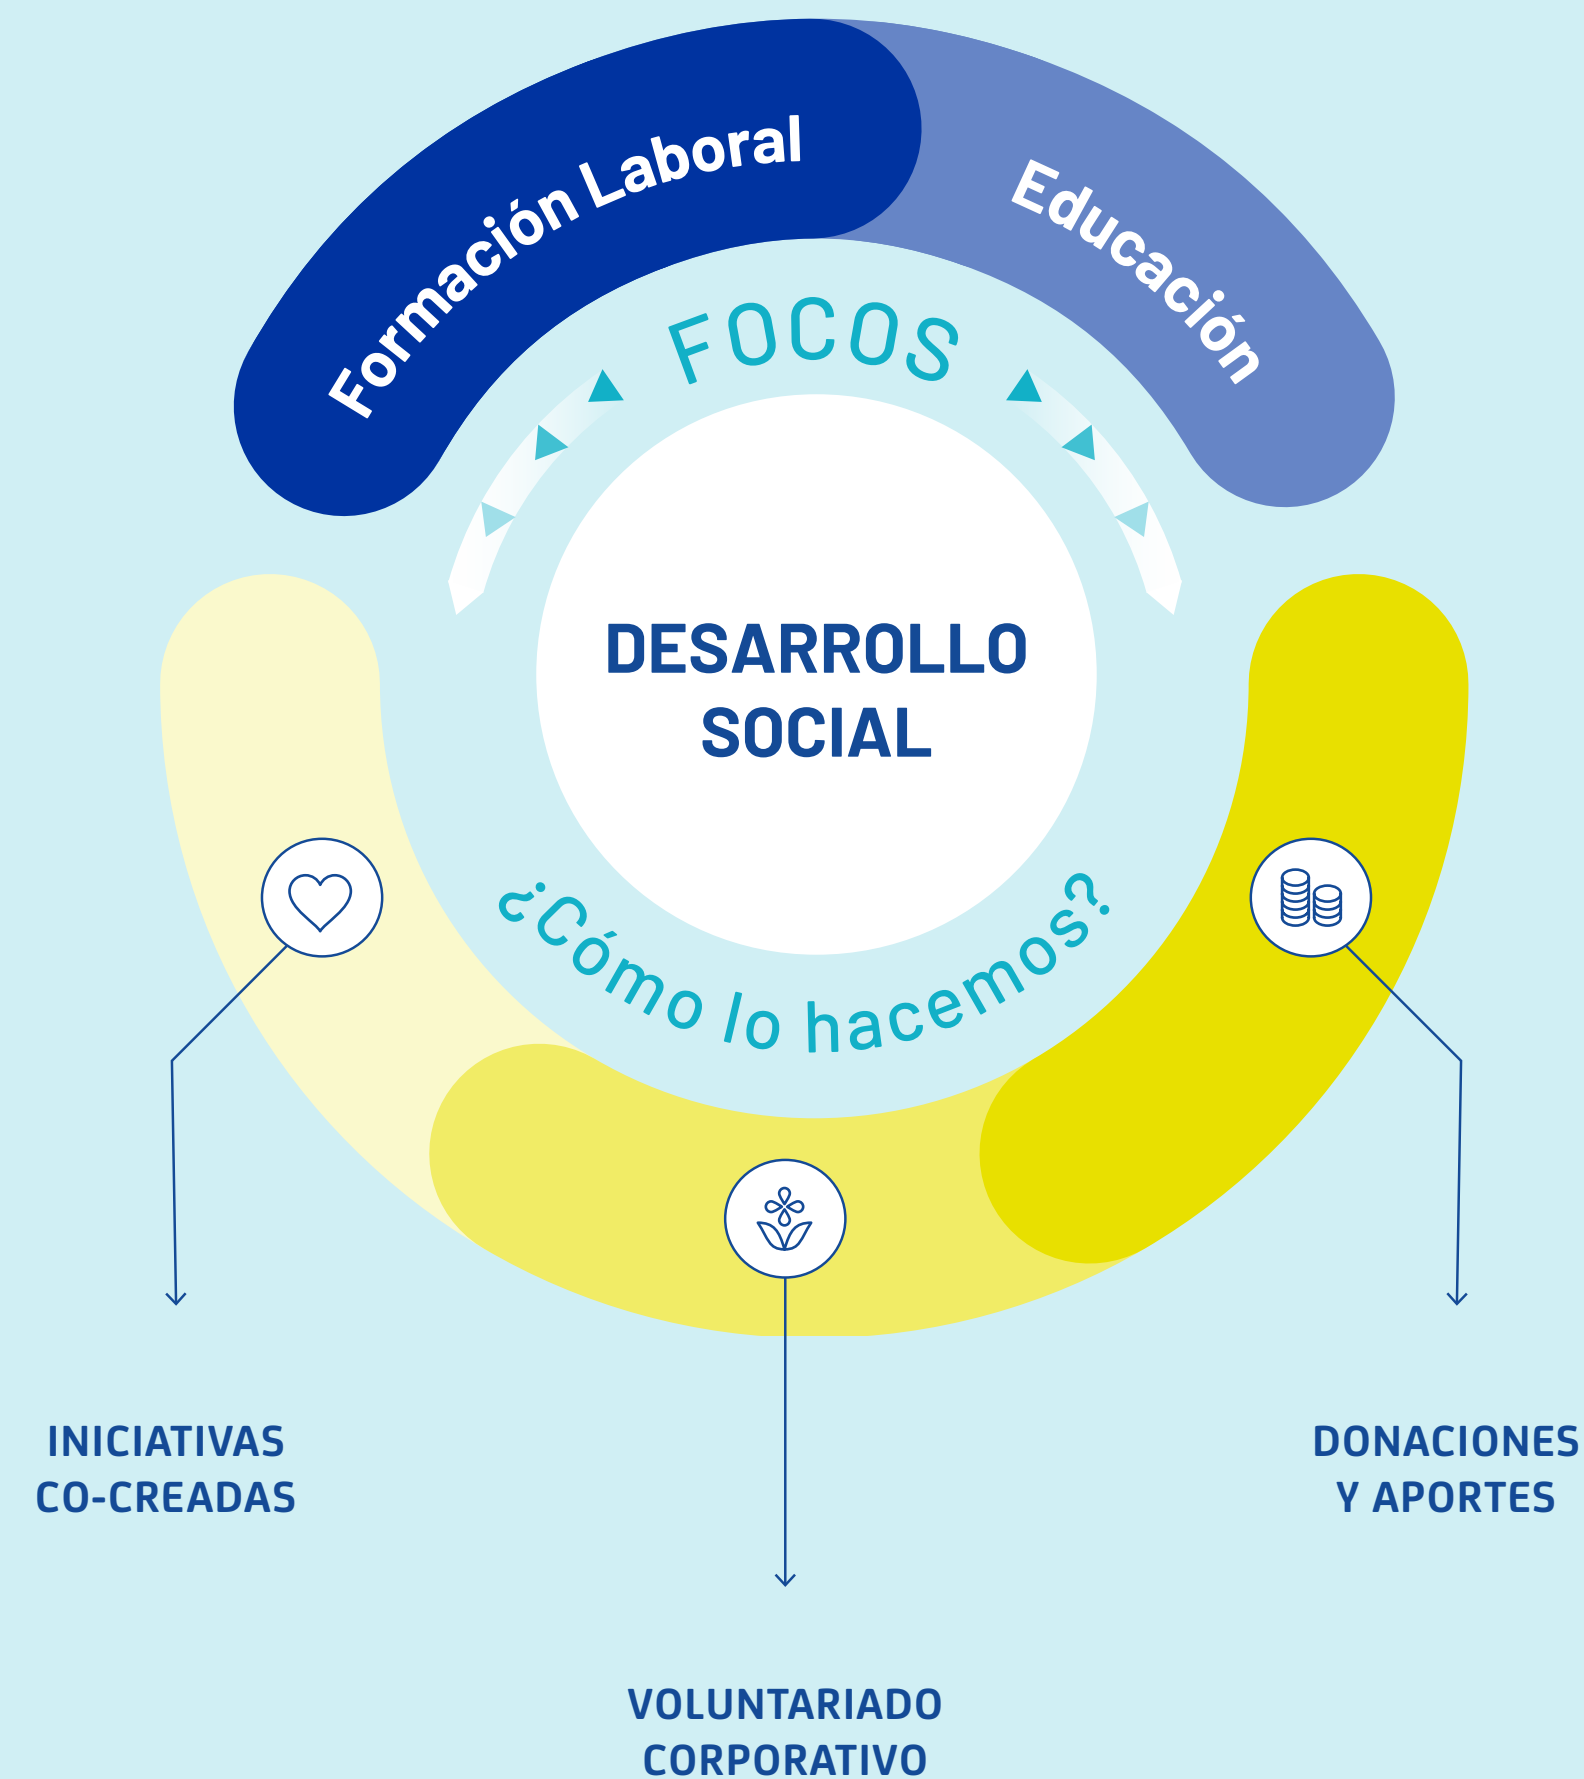 Formación Laboral
Educación
FOCOS
DESARROLLO
SOCIAL
¿Cómo lo hacemos?
INICIATIVAS
CO-CREADAS
DONACIONES
Y APORTES
VOLUNTARIADO
CORPORATIVO